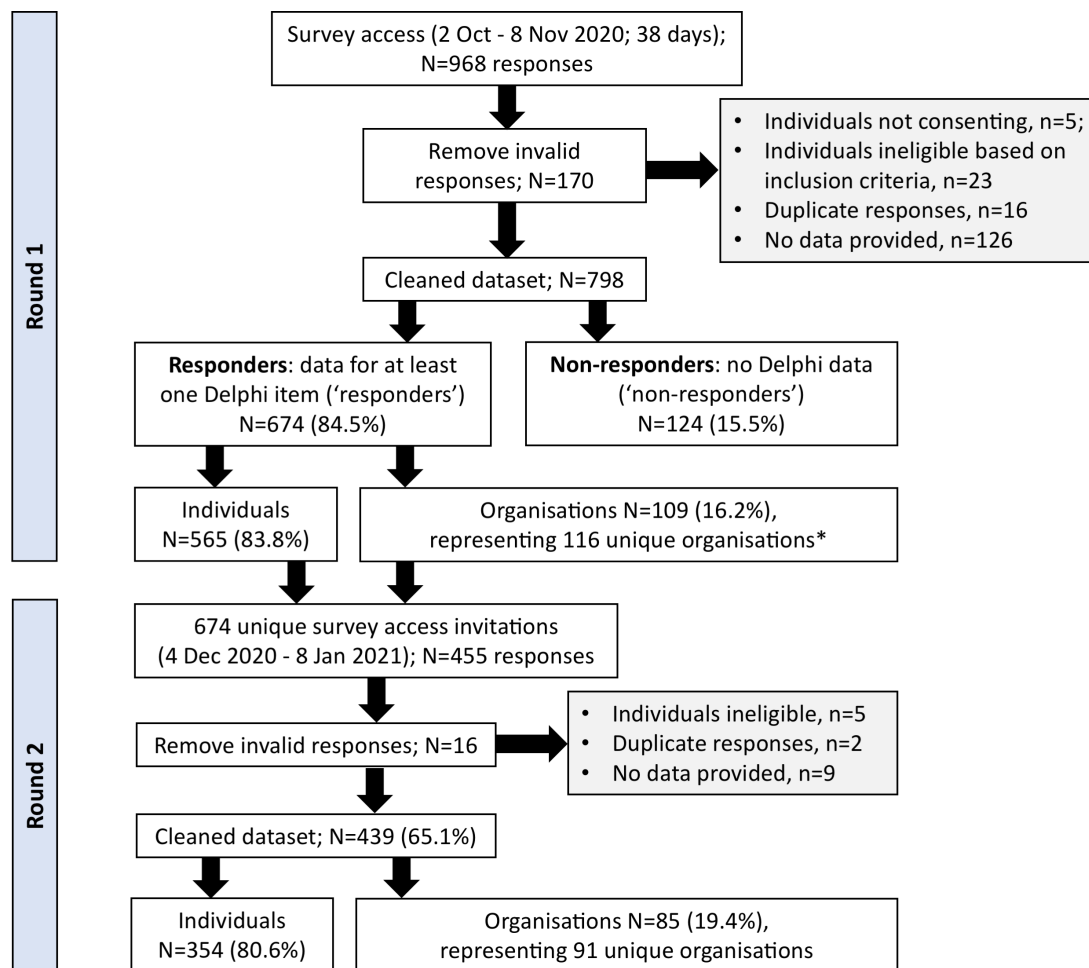 Round 1
Survey access (2 Oct - 8 Nov 2020; 38 days);
N=968 responses
Remove invalid
responses; N=170
• Individuals not consenting, n=5;
• Individuals ineligible based on
inclusion criteria, n=23
• Duplicate responses, n=16
• No data provided, n=126
Cleaned dataset; N=798
Responders: data for at least
one Delphi item (‘responders’)
N=674 (84.5%)
Non-responders: no Delphi data
(‘non-responders’)
N=124 (15.5%)
Individuals
N=565 (83.8%)
Organisations N=109 (16.2%),
representing 116 unique organisations*
Round 2
674 unique survey access invitations
(4 Dec 2020 - 8 Jan 2021); N=455 responses
Remove invalid responses; N=16
• Individuals ineligible, n=5
• Duplicate responses, n=2
• No data provided, n=9
Cleaned dataset; N=439 (65.1%)
Individuals
N=354 (80.6%)
Organisations N=85 (19.4%),
representing 91 unique organisations